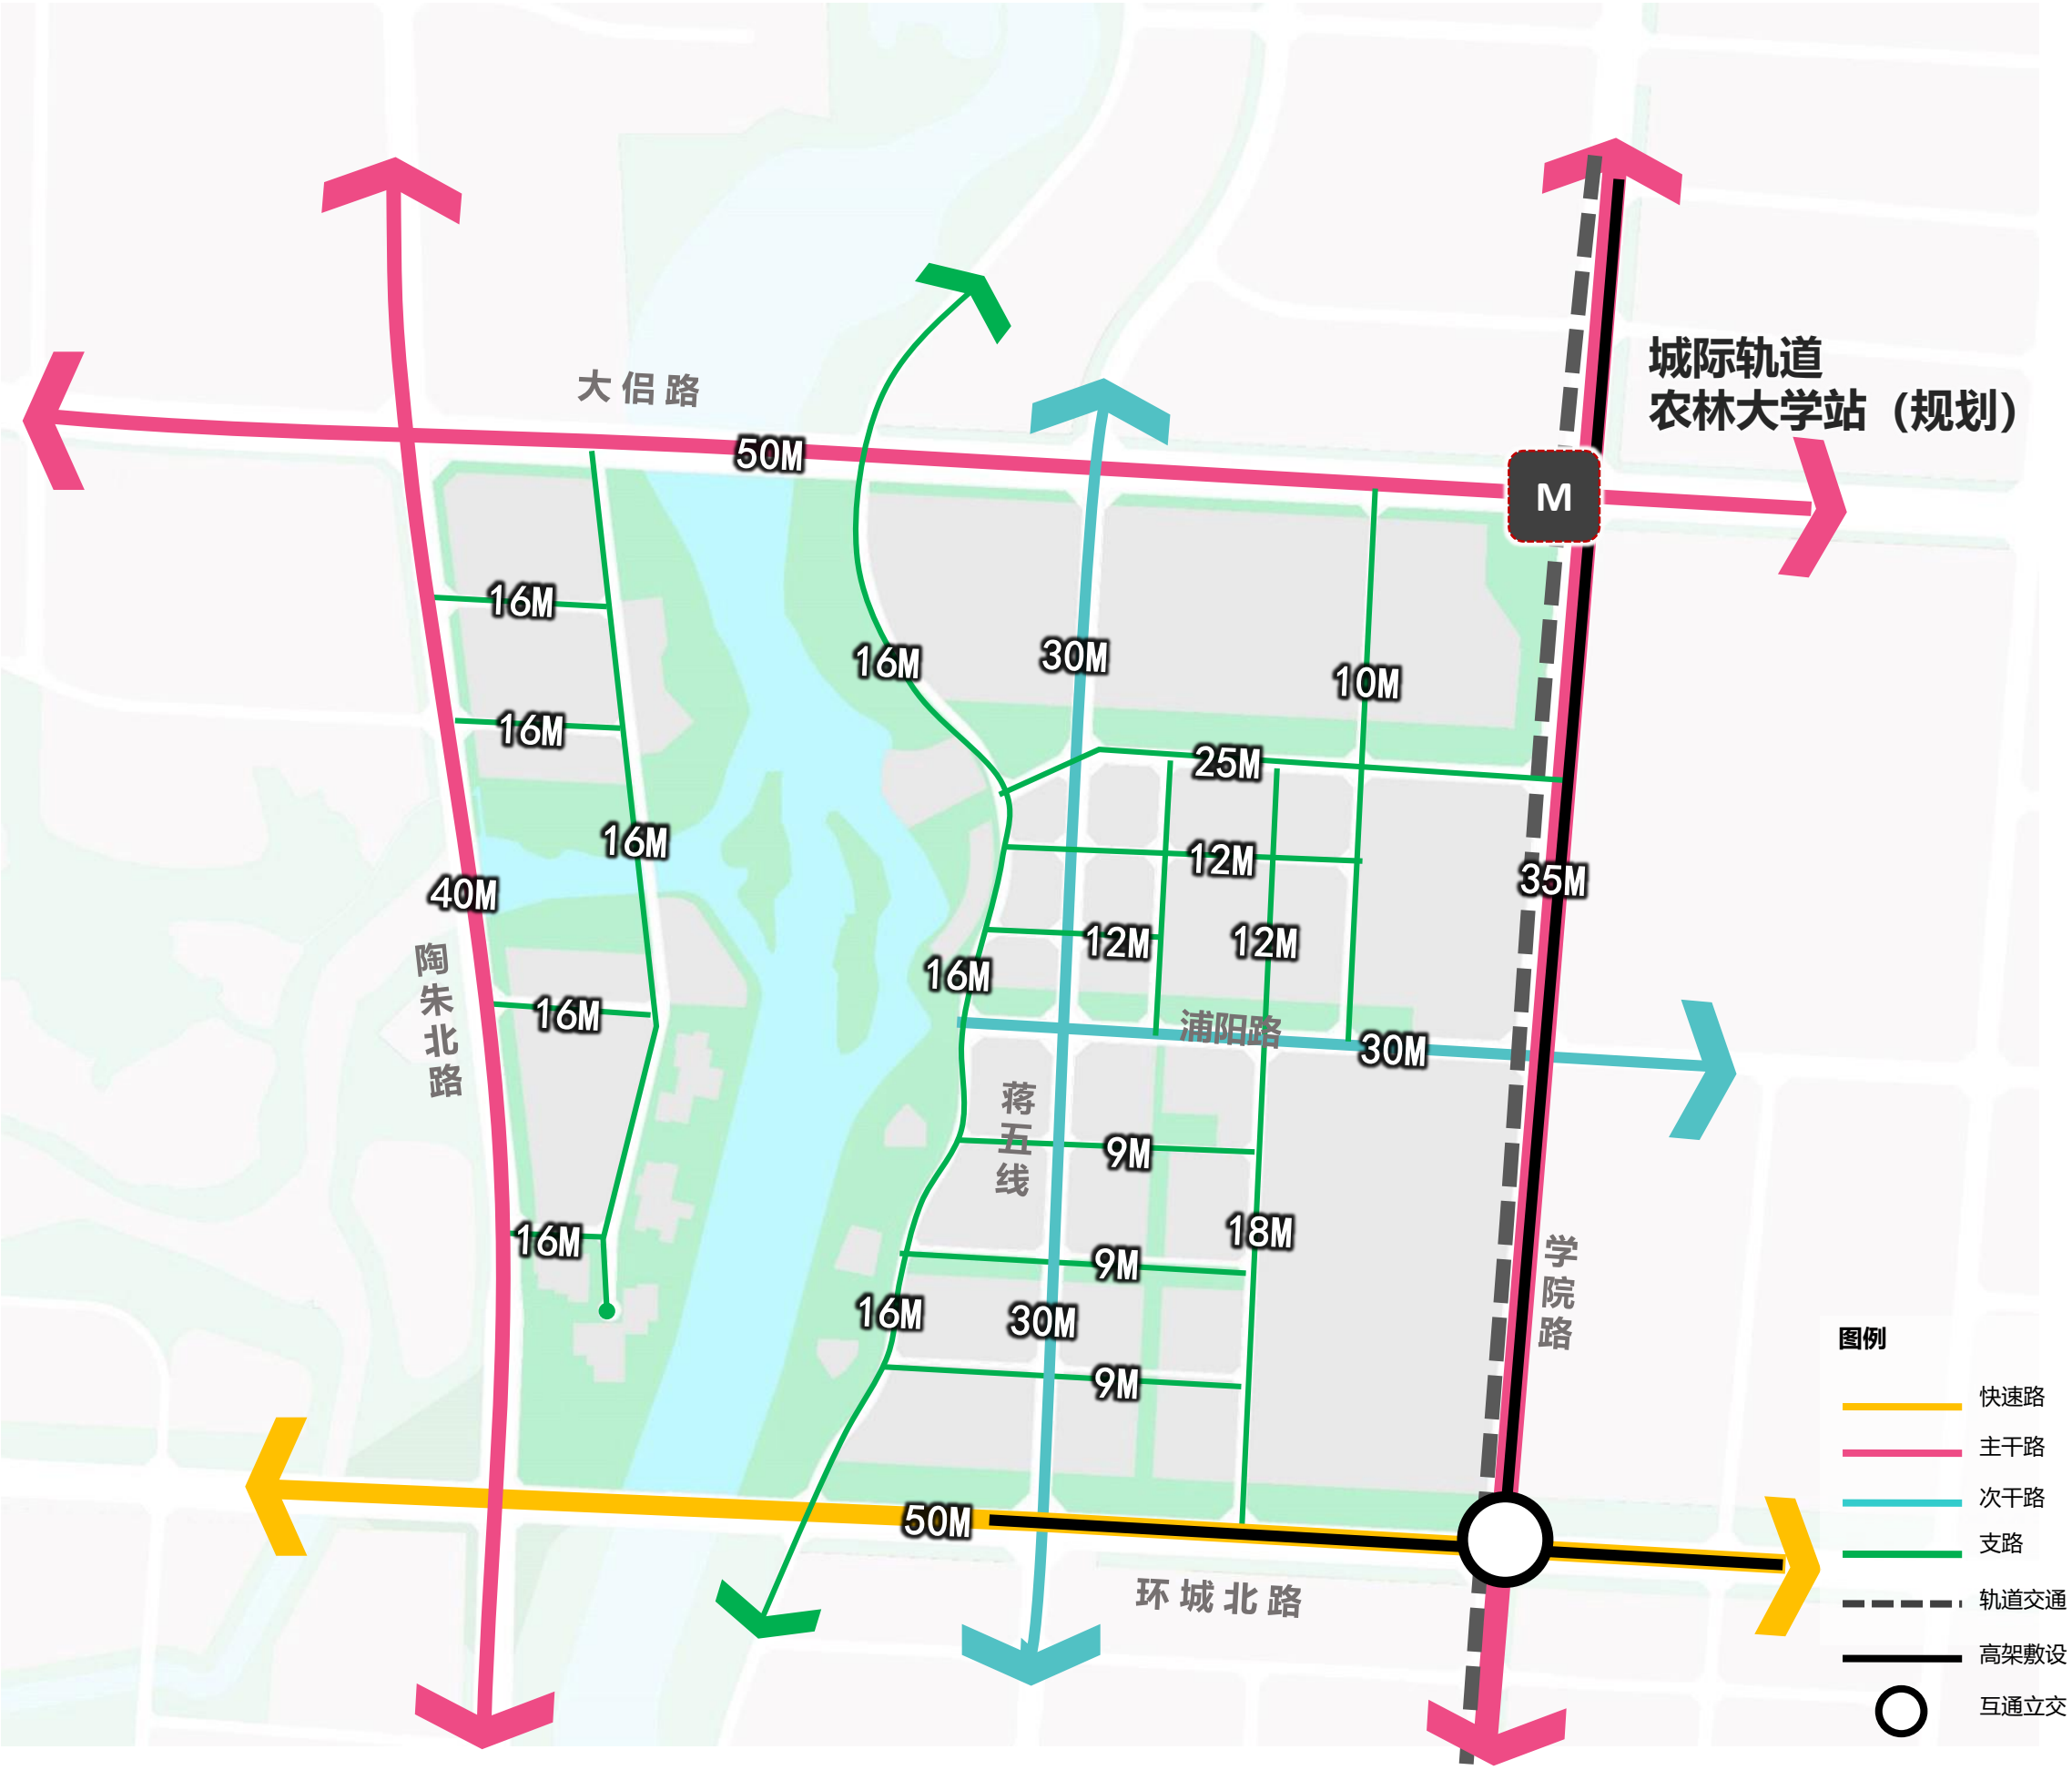 大侣路
城际轨道
农林大学站（规划）
50M
M
16M
16M
30M
10M
16M
25M
16M
12M
35M
40M
12M
12M
陶朱北路
16M
16M
浦阳路
30M
蒋五线
9M
18M
16M
9M
学院路
16M
30M
9M
50M
环城北路
图例
快速路
主干路
次干路
支路
轨道交通
高架敷设
互通立交